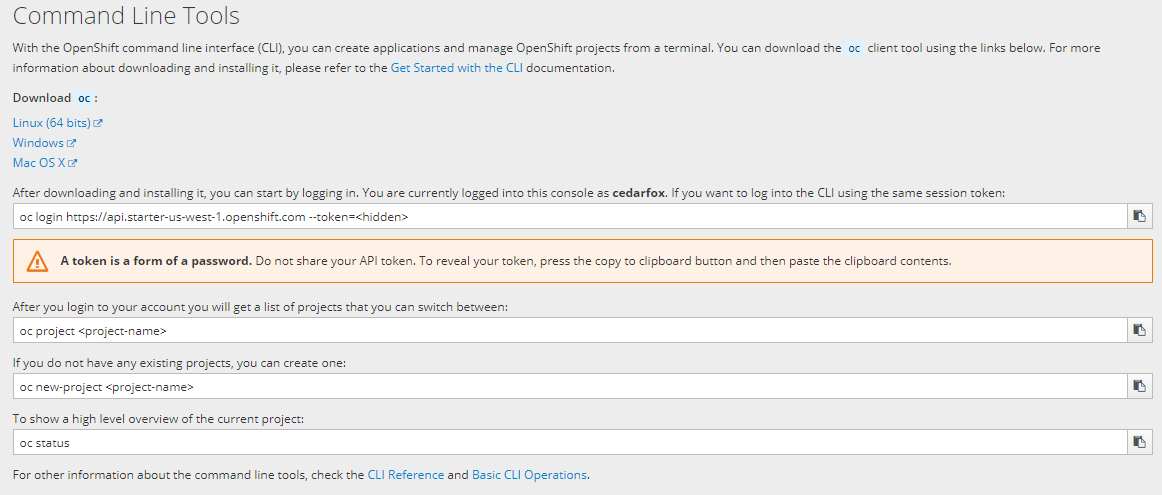 Command Line Tools
With the OpenShift command line interface (CLI), you can create applications and manage OpenShift projects from a terminal. You can download the oc client tool using the links below. For more
information about downloading and installing it, please refer to the Get Started with the CLI documentation.
Download oc :
Linux (64 bits)
Windows
Mac OS X
After downloading and installing it, you can start by logging in. You are currently logged into this console as cedarfox. If you want to log into the CLI using the same session token:
oc login https://api.starter-us-west-1.openshift.com --token=<hidden>
A token is a form of a password. Do not share your API token. To reveal your token, press the copy to clipboard button and then paste the clipboard contents.
After you login to your account you will get a list of projects that you can switch between:
oc project <project-name>
If you do not have any existing projects, you can create one:
oc new-project <project-name>
To show a high level overview of the current project:
oc status
For other information about the command line tools, check the CLI Reference and Basic CLI Operations.